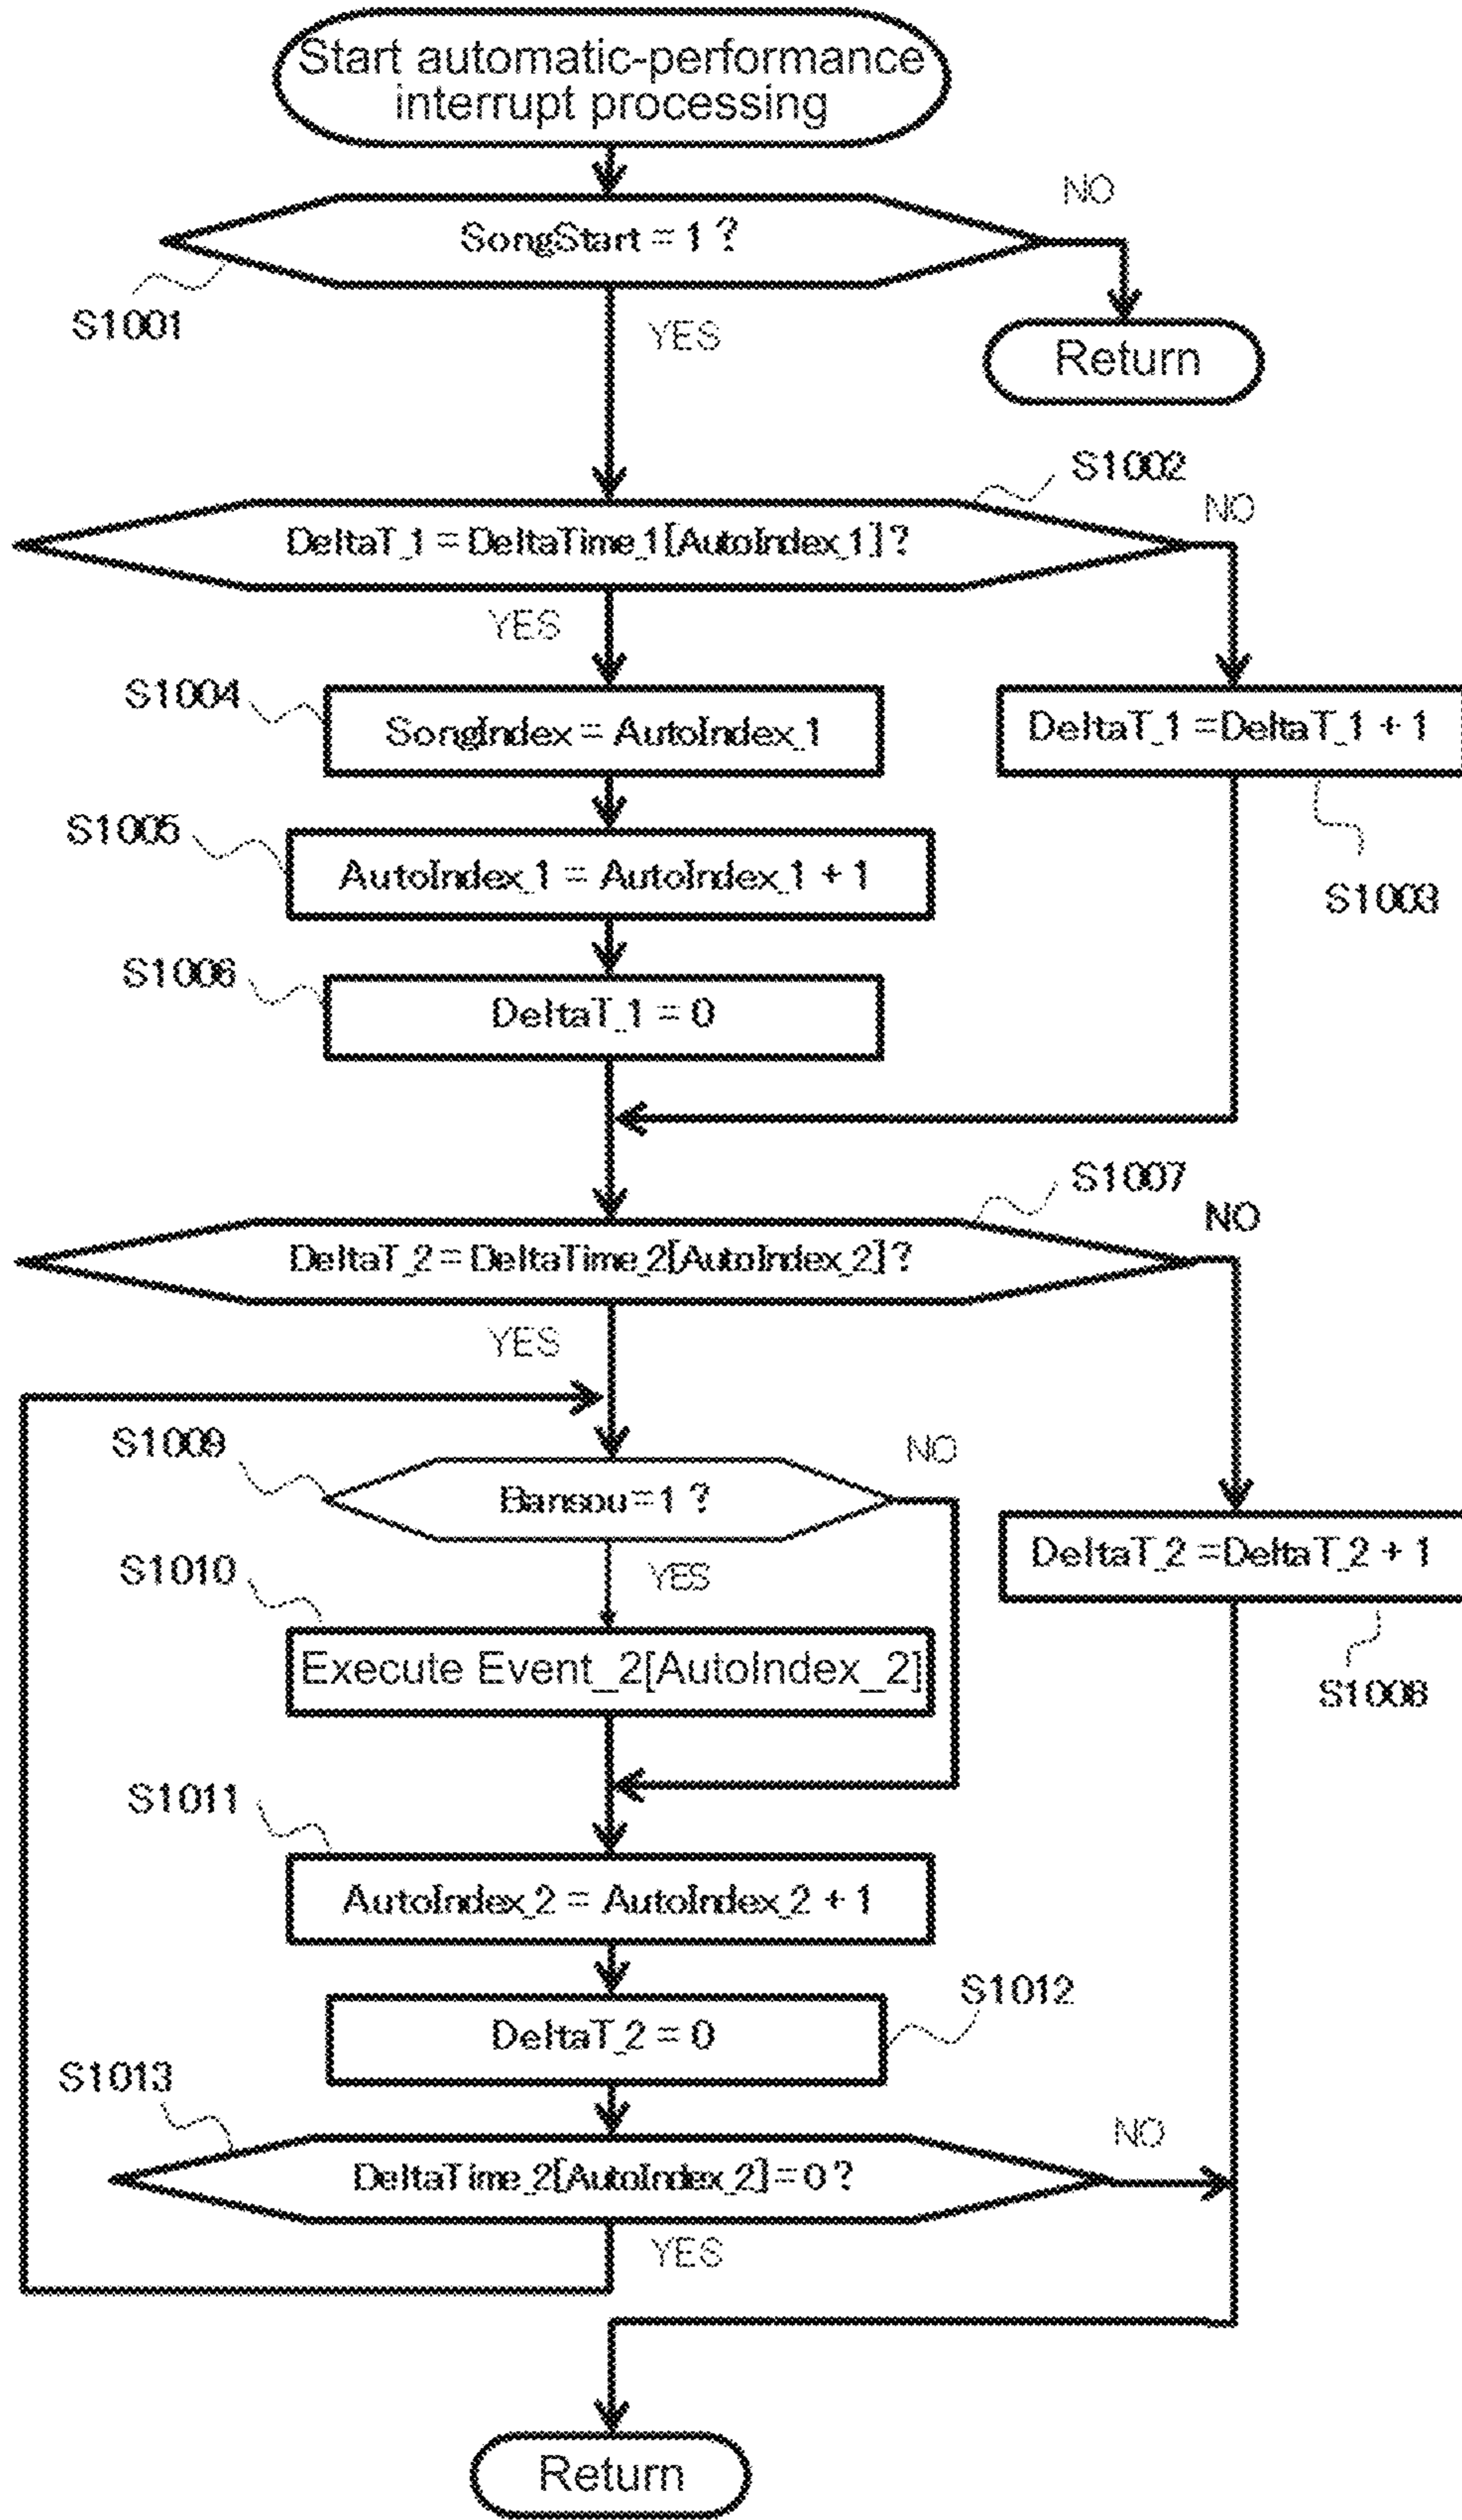 Start automatic-performance
interrupt processing
NO
SongStart = 1 ?
S1001
YES
Return
S1002
NO
DeltaT_1 = DeltaTime_1[AutoIndex_1] ?
YES
S1004
SongIndex = AutoIndex_1
DeltaT_1 =DeltaT_1 + 1
S1005
AutoIndex_1 = AutoIndex_1 + 1
S1003
S1006
DeltaT_1 = 0
S1007
NO
DeltaT_2 = DeltaTime_2[AutoIndex_2] ?
YES
S1009
NO
Bansou=1 ?
S1010
YES
DeltaT_2 =DeltaT_2 + 1
Execute Event_2[AutoIndex_2]
S1008
S1011
AutoIndex_2 = AutoIndex_2 + 1
S1012
DeltaT_2 = 0
S1013
NO
DeltaTime_2[AutoIndex_2] = 0 ?
YES
Return